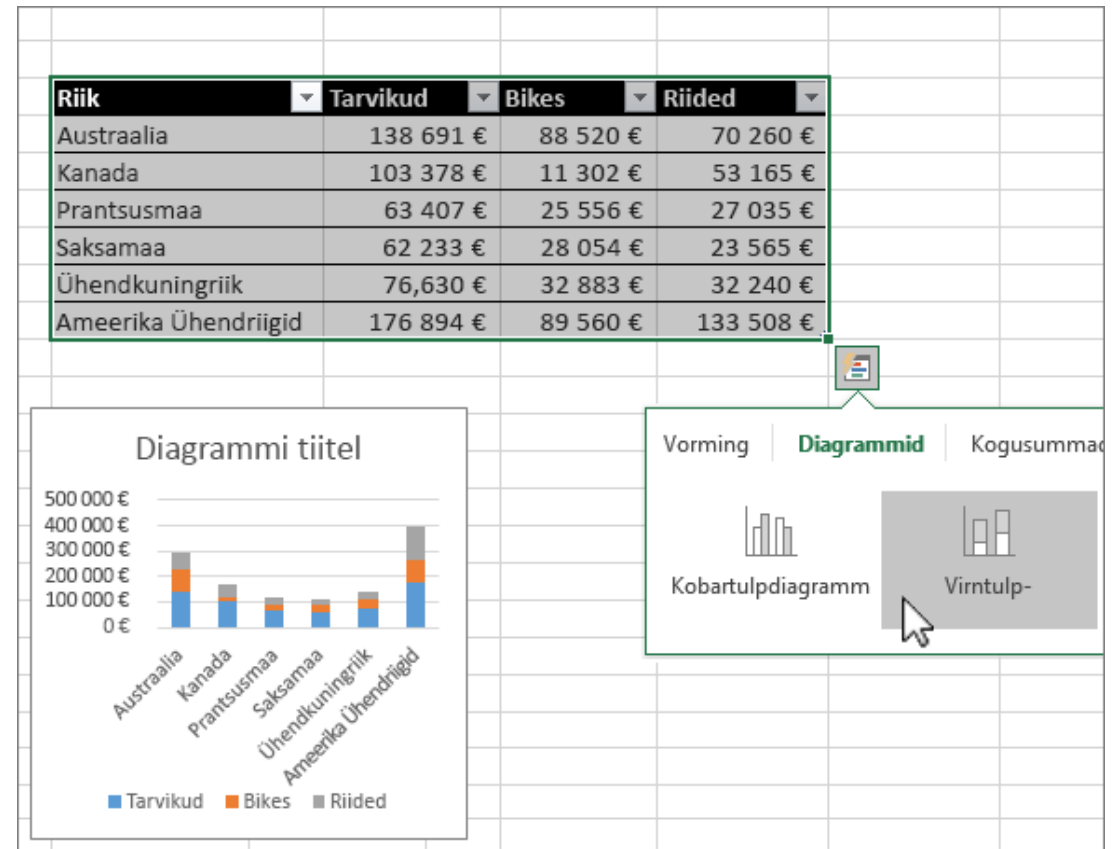 Riik Tarvikud Bikes Riided
Austraalia 138 691 € 88 520 € 70 260 €
Kanada 103 378 € 11 302 € 53 165 €
Prantsusmaa 63 407 € 25 556 € 27 035 €
Saksamaa 62 233 € 28 054 € 23 565 €
Ühendkuningriik 76,630 € 32 883 € 32 240 €
Ameerika Ühendriigid 176 894 € 89 560 € 133 508 €
Diagrammi tiitel
500 000 €
400 000 €
300 000 €
200 000 €
100 000 €
0 €
Austraalia
Kanada
Prantsusmaa
Saksamaa
Ühendkuningriik
Ameerika Ühendriigid
Tarvikud Bikes Riided
Vorming Diagrammid Kogusummad
Kobartulpdiagramm Virntulp-